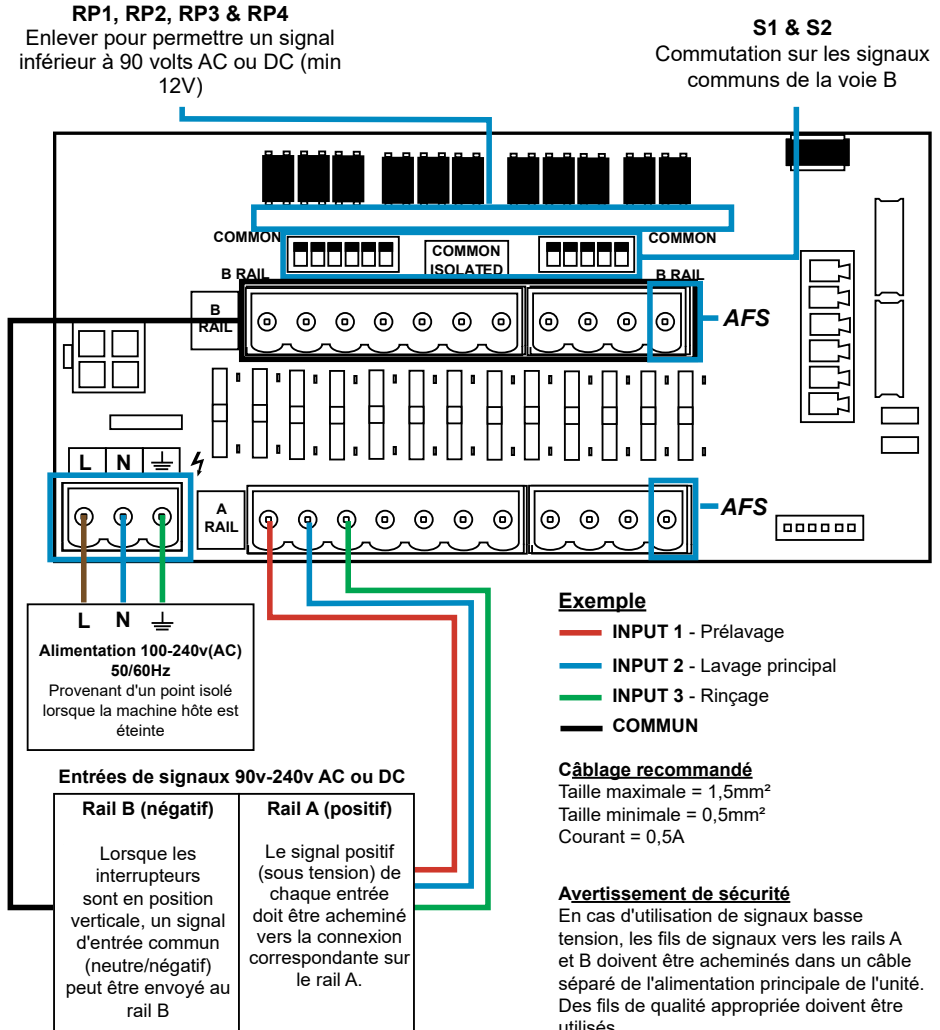 RP1, RP2, RP3 & RP4
Enlever pour permettre un signal
inférieur à 90 volts AC ou DC (min
12V)
S1 & S2
Commutation sur les signaux
communs de la voie B
COMMON
COMMON
ISOLATED
COMMON
B RAIL
B RAIL
B
RAIL
AFS
L N
A
RAIL
AFS
L N
Alimentation 100-240v(AC)
50/60Hz
Provenant d'un point isolé
lorsque la machine hôte est
éteinte
Exemple
INPUT 1 - Prélavage
INPUT 2 - Lavage principal
INPUT 3 - Rinçage
COMMUN
Câblage recommandé
Taille maximale = 1,5mm²
Taille minimale = 0,5mm²
Courant = 0,5A
Entrées de signaux 90v-240v AC ou DC
Rail B (négatif)
Lorsque les
interrupteurs
sont en position
verticale, un signal
d'entrée commun
(neutre/négatif)
peut être envoyé au
rail B
Rail A (positif)
Le signal positif
(sous tension) de
chaque entrée
doit être acheminé
vers la connexion
correspondante sur
le rail A.
Avertissement de sécurité
En cas d'utilisation de signaux basse
tension, les fils de signaux vers les rails A
et B doivent être acheminés dans un câble
séparé de l'alimentation principale de l'unité.
Des fils de qualité appropriée doivent être
utilisés